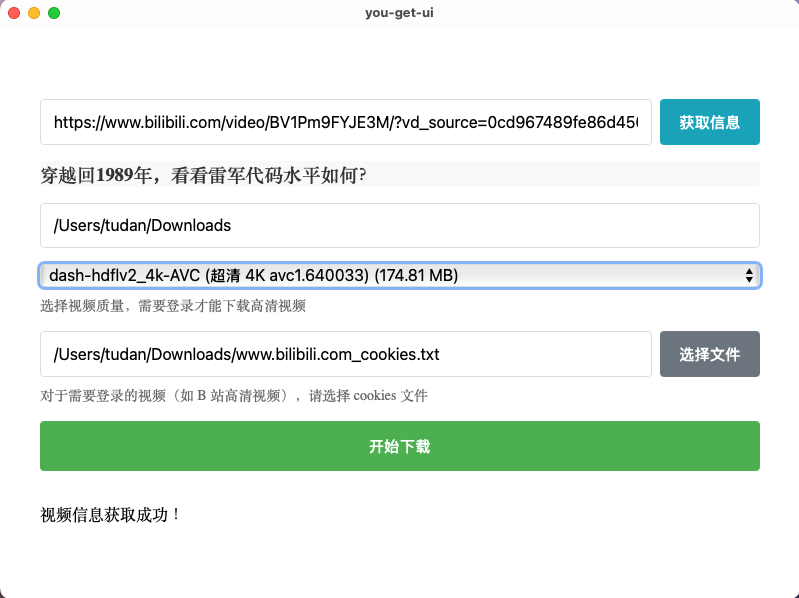 you-get-ui
https://www.bilibili.com/video/BV1Pm9FYJE3M/?vd_source=0cd967489fe86d45
获取信息
穿越回1989年，看看雷军代码水平如何?
/Users/tudan/Downloads
dash-hdflv2_4k-AVC (超清 4K avc1.640033) (174.81 MB)
选择视频质量，需要登录才能下载高清视频
/Users/tudan/Downloads/www.bilibili.com_cookies.txt
选择文件
对于需要登录的视频（如 B 站高清视频），请选择 cookies 文件
开始下载
视频信息获取成功！